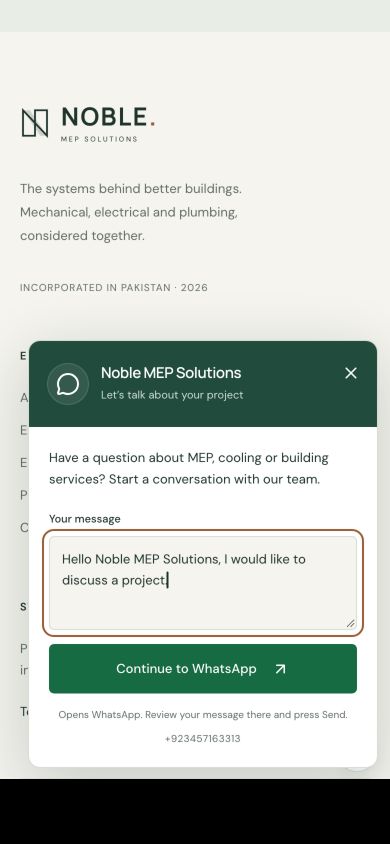 NOBLE.
MEP SOLUTIONS
The systems behind better buildings.
Mechanical, electrical and plumbing,
considered together.
INCORPORATED IN PAKISTAN · 2026
E
A
E
E
P
C
S
P
in
Noble MEP Solutions
Let's talk about your project
Have a question about MEP, cooling or building
services? Start a conversation with our team.
Your message
Hello Noble MEP Solutions, I would like to
discuss a project.
Continue to WhatsApp
Opens WhatsApp. Review your message there and press Send.
+923457163313